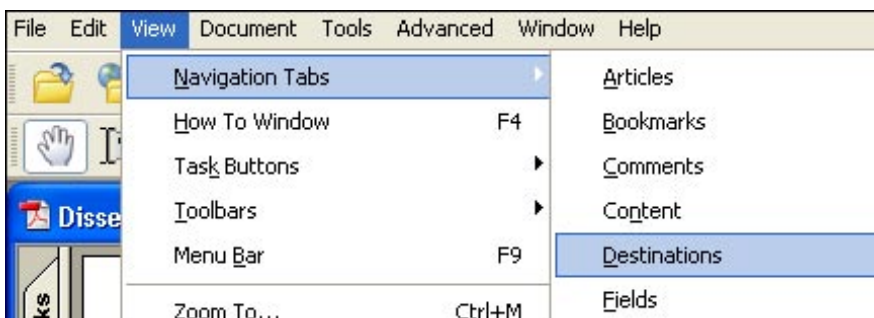 File Edit View Document Tools Advanced Window Help
Navigation Tabs
Articles
How To Window F4
Bookmarks
Task Buttons
Comments
Toolbars
Content
Disse
Menu Bar F9
Destinations
Zoom To... Ctrl+M
Fields
ks